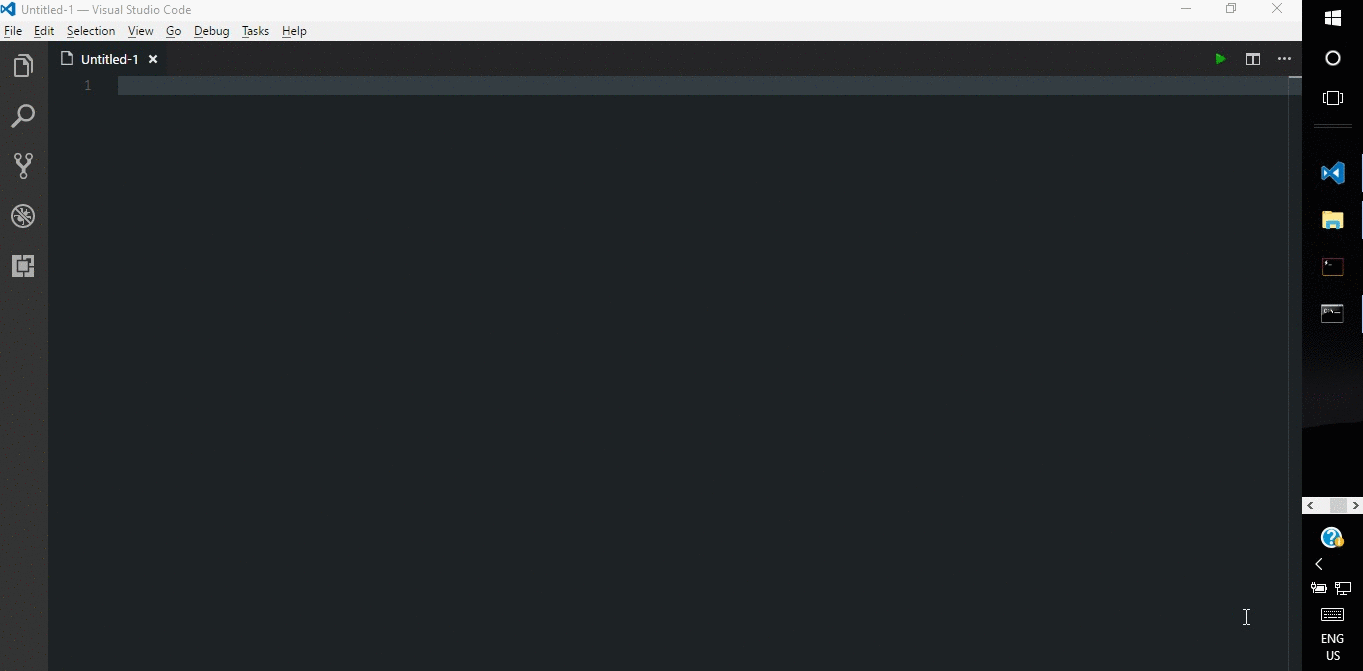 Untitled-1 — Visual Studio Code
File Edit Selection View Go Debug Tasks Help
Untitled-1
1
ENG
US